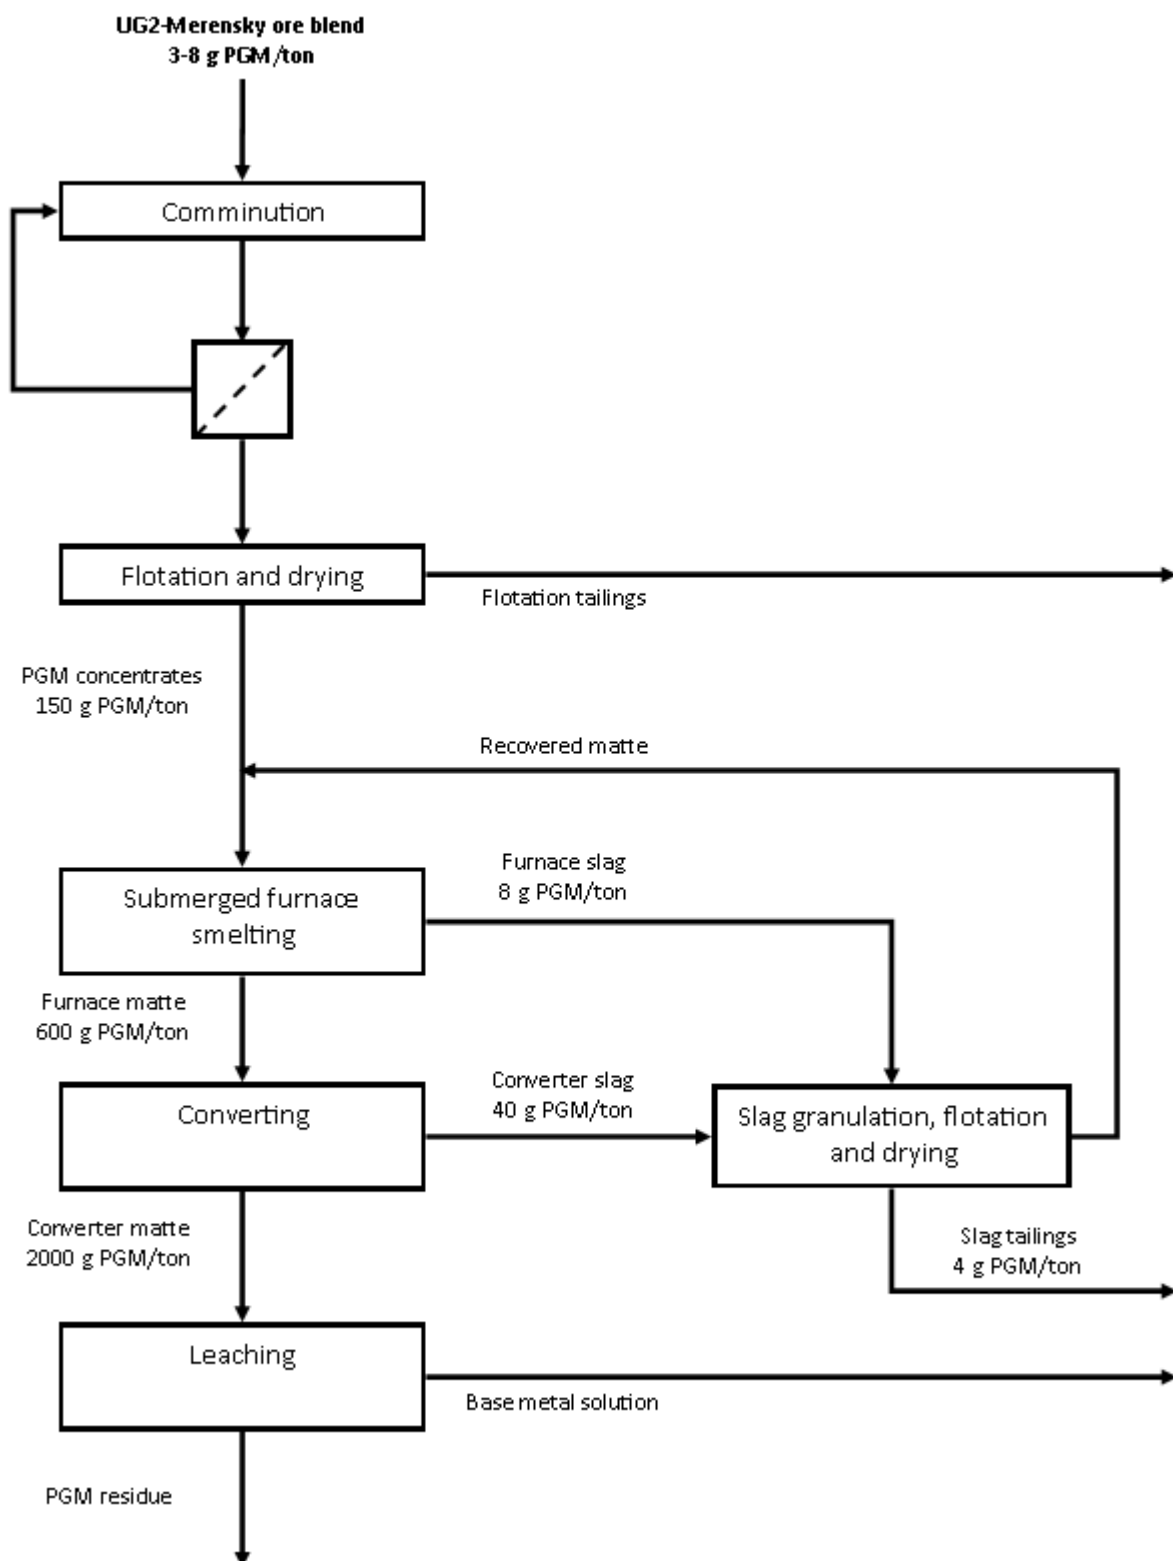 UG2-Merensky ore blend
3-8 g PGM/ton
Comminution
Flotation and drying
Flotation tailings
PGM concentrates
150 g PGM/ton
Recovered matte
Furnace slag
8 g PGM/ton
Submerged furnace
smelting
Furnace matte
600 g PGM/ton
Converter slag
40 g PGM/ton
Converting
Slag granulation, flotation
and drying
Converter matte
2000 g PGM/ton
Slag tailings
4 g PGM/ton
Leaching
Base metal solution
PGM residue